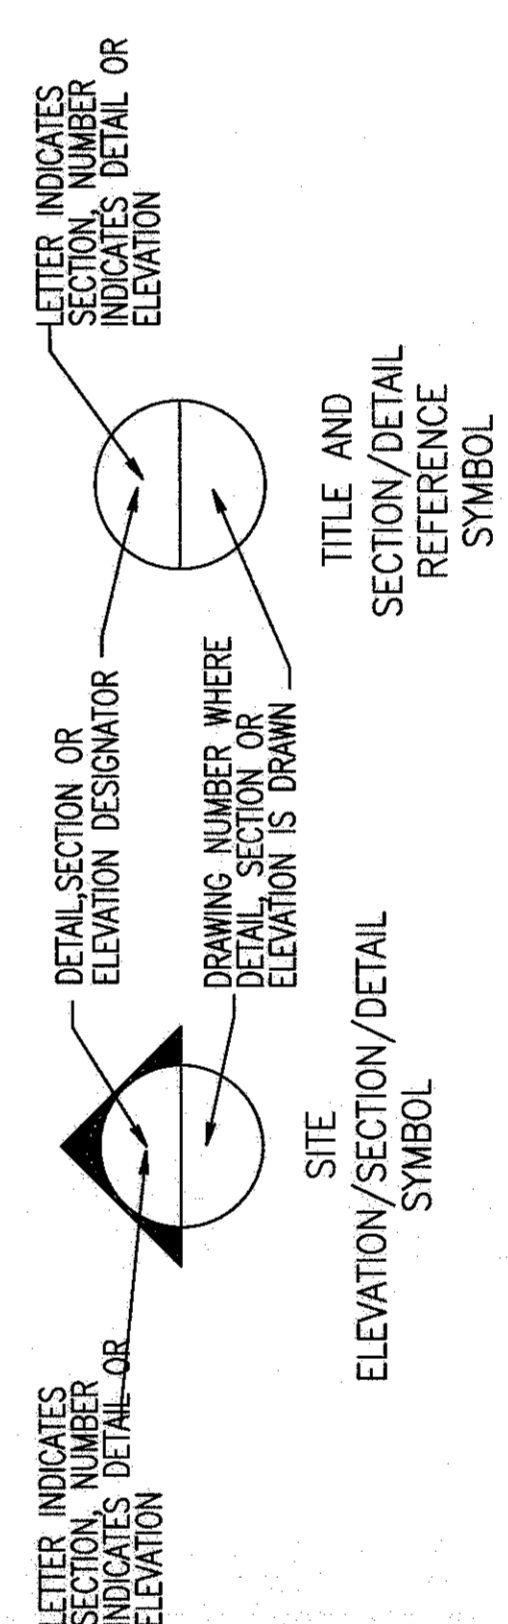 LETTER INDICATES
SECTION, NUMBER
INDICATES DETAIL OR
ELEVATION
DETAIL,SECTION OR
ELEVATION DESIGNATOR
DRAWING NUMBER WHERE
DETAIL, SECTION OR
ELEVATION IS DRAWN
LETTER INDICATES
SECTION, NUMBER
INDICATES DETAIL OR
ELEVATION
SITE
ELEVATION/SECTION/DETAIL
SYMBOL
TITLE AND
SECTION/DETAIL
REFERENCE
SYMBOL